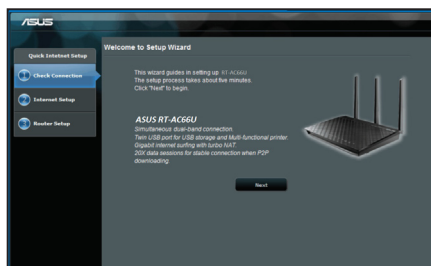 ASUS
Quick Internet Setup
Welcome to Setup Wizard
1 Check Connection
2 Internet Setup
3 Router Setup
This wizard guides in setting up RT-AC66U
The setup process takes about five minutes.
Click "Next" to begin.
ASUS RT-AC66U
Simultaneous dual-band connection.
Twin USB port for USB storage and Multi-functional printer.
Gigabit internet surfing with turbo NAT.
20X data sessions for stable connection when P2P
downloading
Next